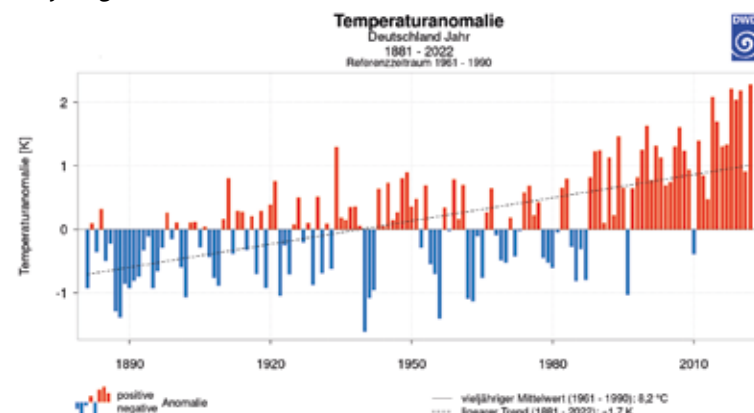 Temperaturanomalie
Deutschland Jahr
1881 - 2022
Referenzzeitraum 1961 - 1990
DWD
Temperaturanomalie [K]
2
1
0
-1
1890
1920
1950
1980
2010
positive
negative
Anomalie
vieljähriger Mittelwert (1961 - 1990): 8,2 °C
linearer Trend (1881 - 2022): ~1,7 K